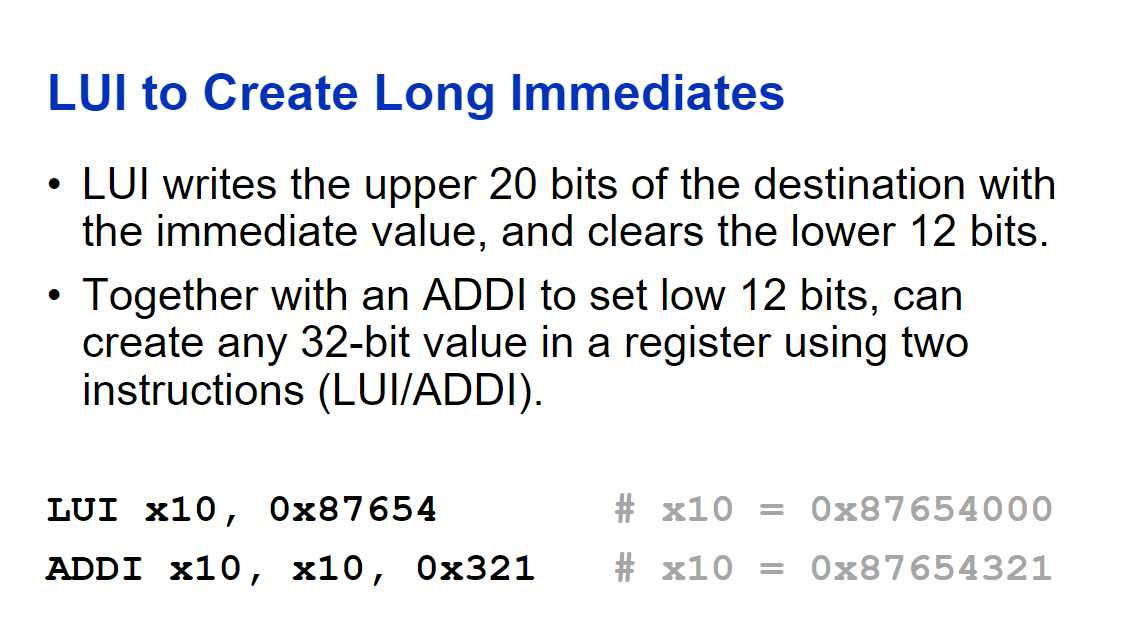 LUI to Create Long Immediates
• LUI writes the upper 20 bits of the destination with
the immediate value, and clears the lower 12 bits.
• Together with an ADDI to set low 12 bits, can
create any 32-bit value in a register using two
instructions (LUI/ADDI).
LUI x10, 0x87654 # x10 = 0x87654000
ADDI x10, x10, 0x321 # x10 = 0x87654321